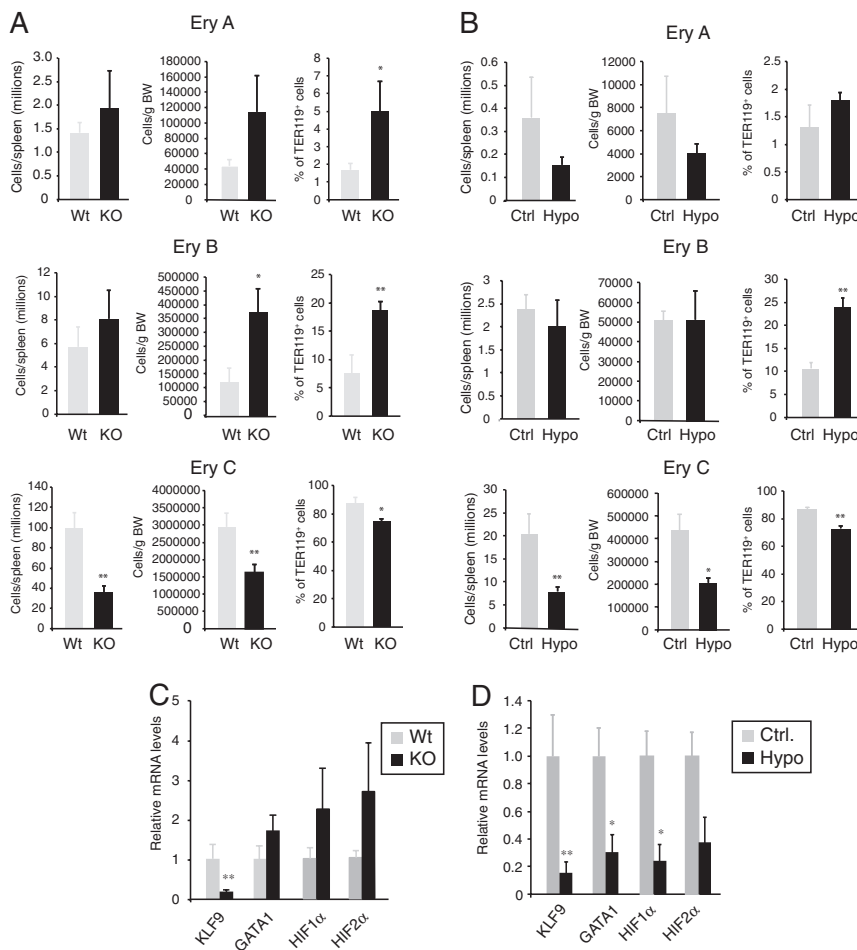 A
Ery A
Cells/spleen (millions)
3.0
2.5
2.0
1.5
1.0
0.5
0
Wt KO
Cells/g BW
180000
160000
140000
120000
100000
80000
60000
40000
20000
0
Wt KO
% of TER119+ cells
8
7
6
5
4
3
2
1
0
*
Wt KO
Ery B
Cells/spleen (millions)
12
10
8
6
4
2
0
Wt KO
Cells/g BW
500000
450000
400000
350000
300000
250000
200000
150000
100000
50000
0
*
Wt KO
% of TER119+ cells
25
20
15
10
5
0
**
Wt KO
Ery C
Cells/spleen (millions)
140
120
100
80
60
40
20
0
**
Wt KO
Cells/g BW
4000000
3500000
3000000
2500000
2000000
1500000
1000000
500000
0
**
Wt KO
% of TER119+ cells
100
80
60
40
20
0
*
Wt KO
B
Ery A
Cells/spleen (millions)
0.6
0.5
0.4
0.3
0.2
0.1
0
Ctrl Hypo
Cells/g BW
12000
10000
8000
6000
4000
2000
0
Ctrl Hypo
% of TER119+ cells
2.5
2
1.5
1
0.5
0
Ctrl Hypo
Ery B
Cells/spleen (millions)
3
2.5
2
1.5
1
0.5
0
Ctrl Hypo
Cells/g BW
70000
60000
50000
40000
30000
20000
10000
0
Ctrl Hypo
% of TER119+ cells
30
25
20
15
10
5
0
**
Ctrl Hypo
Ery C
Cells/spleen (millions)
30
25
20
15
10
5
0
**
Ctrl Hypo
Cells/g BW
600000
500000
400000
300000
200000
100000
0
*
Ctrl Hypo
% of TER119+ cells
100
80
60
40
20
0
**
Ctrl Hypo
C
Relative mRNA levels
5
4
3
2
1
0
**
KLF9
GATA1
HIF1α
HIF2α
Wt
KO
D
Relative mRNA levels
1.4
1.2
1.0
0.8
0.6
0.4
0.2
0
**
*
*
KLF9
GATA1
HIF1α
HIF2α
Ctrl.
Hypo